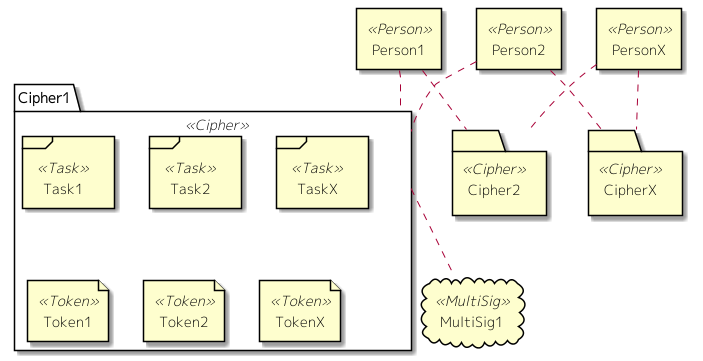 «Person»
Person1
«Person»
Person2
«Person»
PersonX
Cipher1
«Cipher»
«Task»
Task1
«Task»
Task2
«Task»
TaskX
«Cipher»
Cipher2
«Cipher»
CipherX
«Token»
Token1
«Token»
Token2
«Token»
TokenX
«MultiSig»
MultiSig1